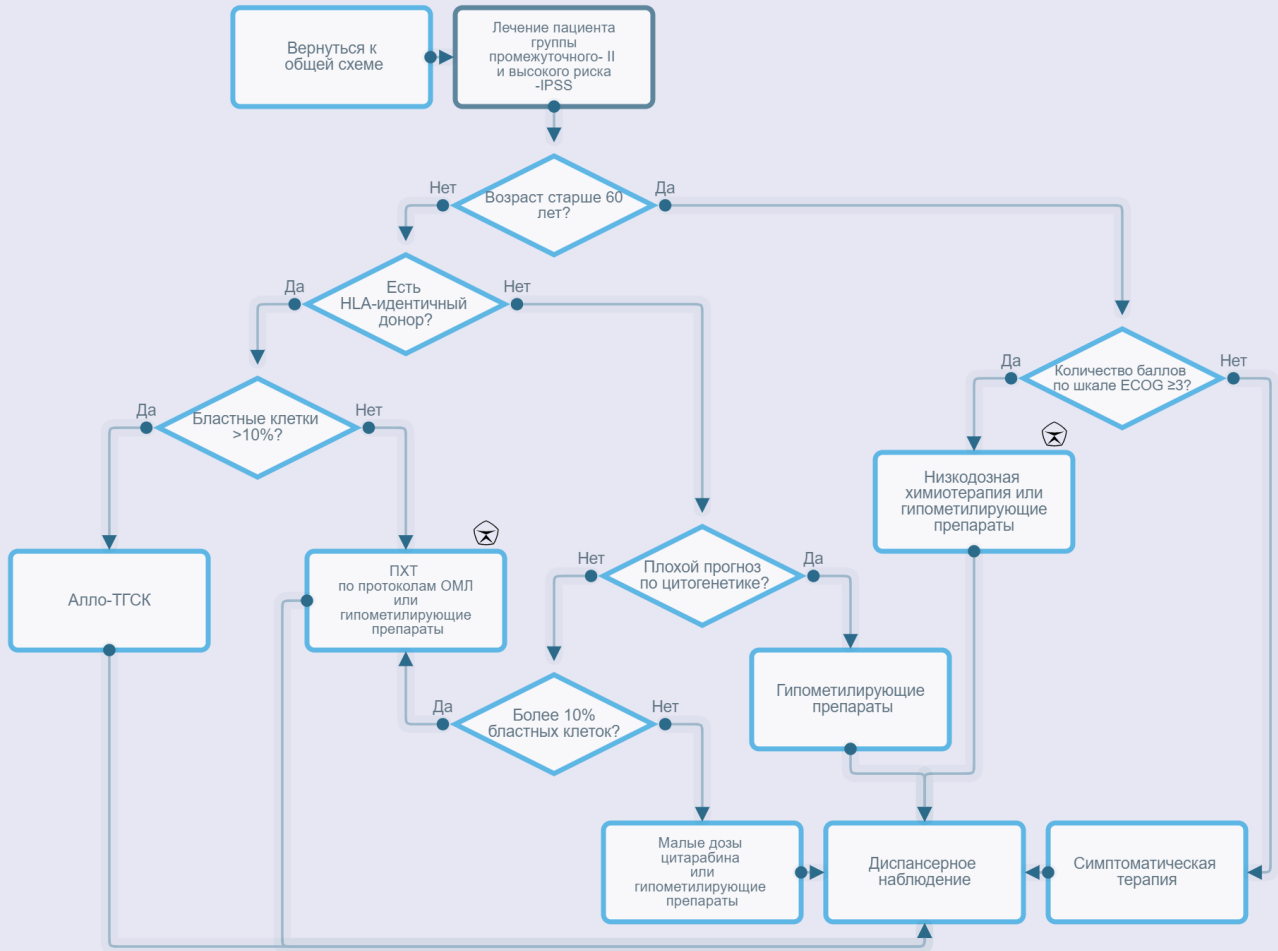 Вернуться к
общей схеме
Лечение пациента
группы
промежуточного- II
и высокого риска
-IPSS
Нет
Возраст старше 60
лет?
Да
Да
Есть
HLA-идентичный
донор?
Нет
Да
Количество баллов
по шкале ECOG ≥3?
Нет
Да
Бластные клетки
>10%?
Нет
Низкодозная
химиотерапия или
гипометилирующие
препараты
Алло-ТГСК
ПХТ
по протоколам ОМЛ
или
гипометилирующие
препараты
Нет
Плохой прогноз
по цитогенетике?
Да
Гипометилирующие
препараты
Да
Более 10%
бластных клеток?
Нет
Малые дозы
цитарабина
или
гипометилирующие
препараты
Диспансерное
наблюдение
Симптоматическая
терапия